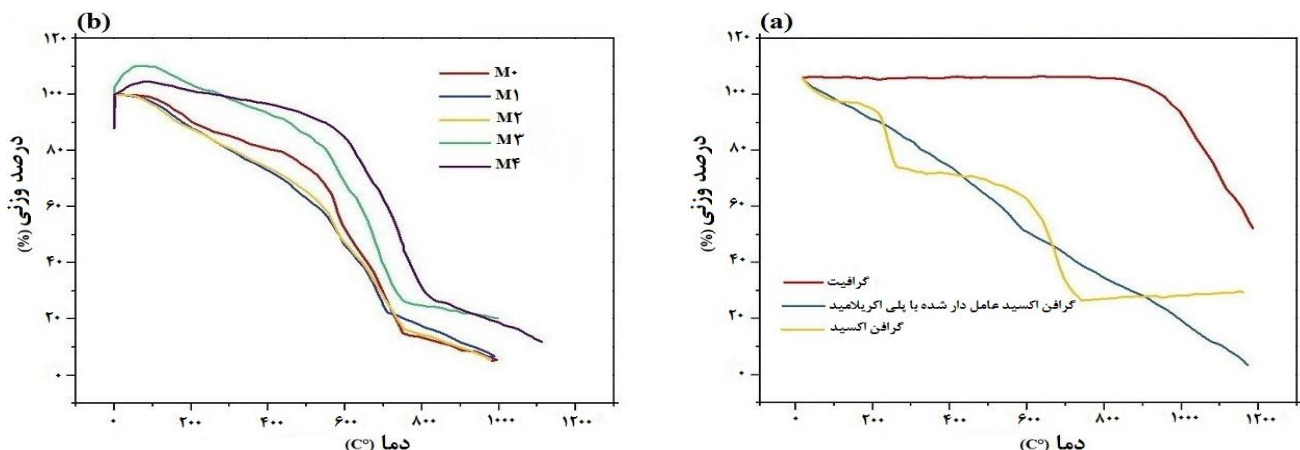 (b)
درصد وزنی (%)
۱۲۰
۱۰۰
۸۰
۶۰
۴۰
۲۰
۰
M۰
M۱
M۲
M۳
M۴
۰ ۲۰۰ ۴۰۰ ۶۰۰ ۸۰۰ ۱۰۰۰ ۱۲۰۰
دما (C°)
(a)
درصد وزنی (%)
۱۲۰
۱۰۰
۸۰
۶۰
۴۰
۲۰
۰
گرافیت
گرافن اکسید عامل دار شده با پلی اکریلامید
گرافن اکسید
۰ ۲۰۰ ۴۰۰ ۶۰۰ ۸۰۰ ۱۰۰۰ ۱۲۰۰
دما (C°)